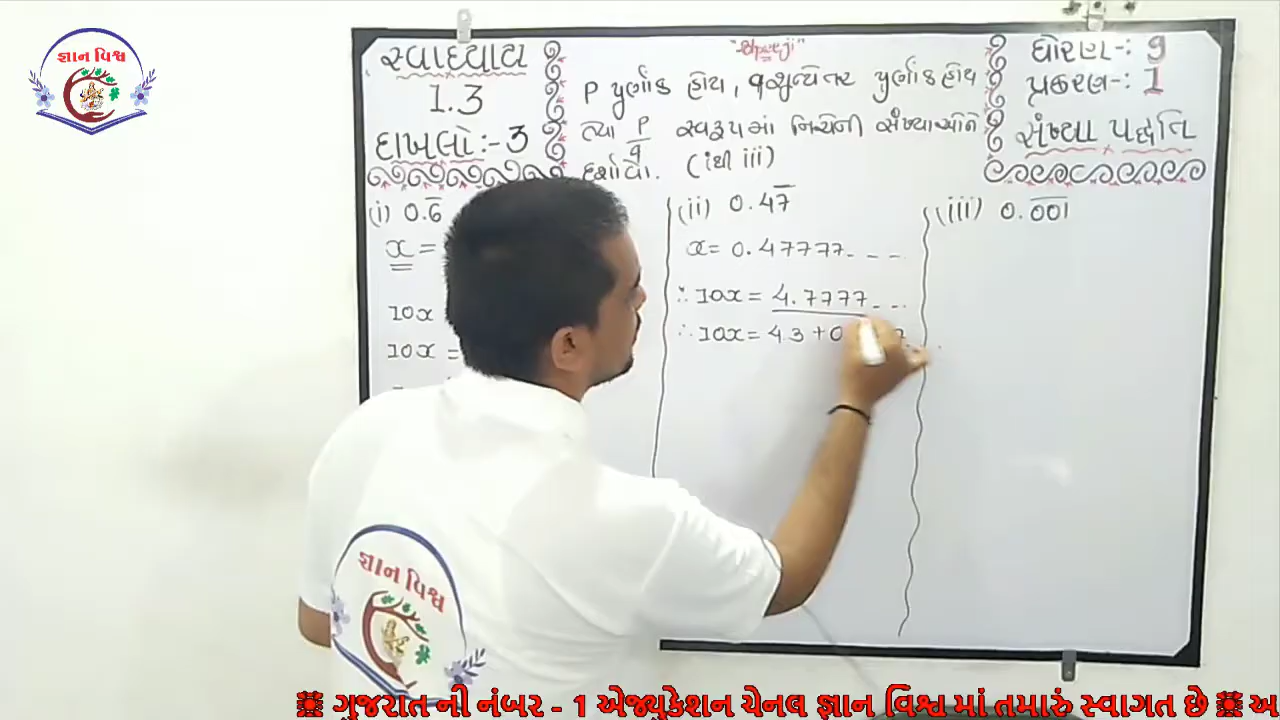 જ્ઞાન વિશ્વ
સ્વાધ્યાય
1.3
દાખલો:-3
P પુર્ણાંક હોય, qશૂન્યેતર પુર્ણાંક હોય
ત્યા P/q સ્વરૂપમાં નિચેની સંખ્યાઓને
દર્શાવો. (iથી iii)
ધોરણ-: 9
પ્રકરણ-: 1
સંખ્યા પદ્ધતિ
(i) 0.6̅
x =
10x
10x =
(ii) 0.47̅
x= 0.47777. _ _ _
∴ 10x = 4.7777 _ ...
∴ 10x = 4.3 + 0
(iii) 0.0̅0̅1̅
જ્ઞાન વિશ્વ
ગુજરાત ની નંબર - 1 એજ્યુકેશન ચેનલ જ્ઞાન વિશ્વ માં તમારું સ્વાગત છે